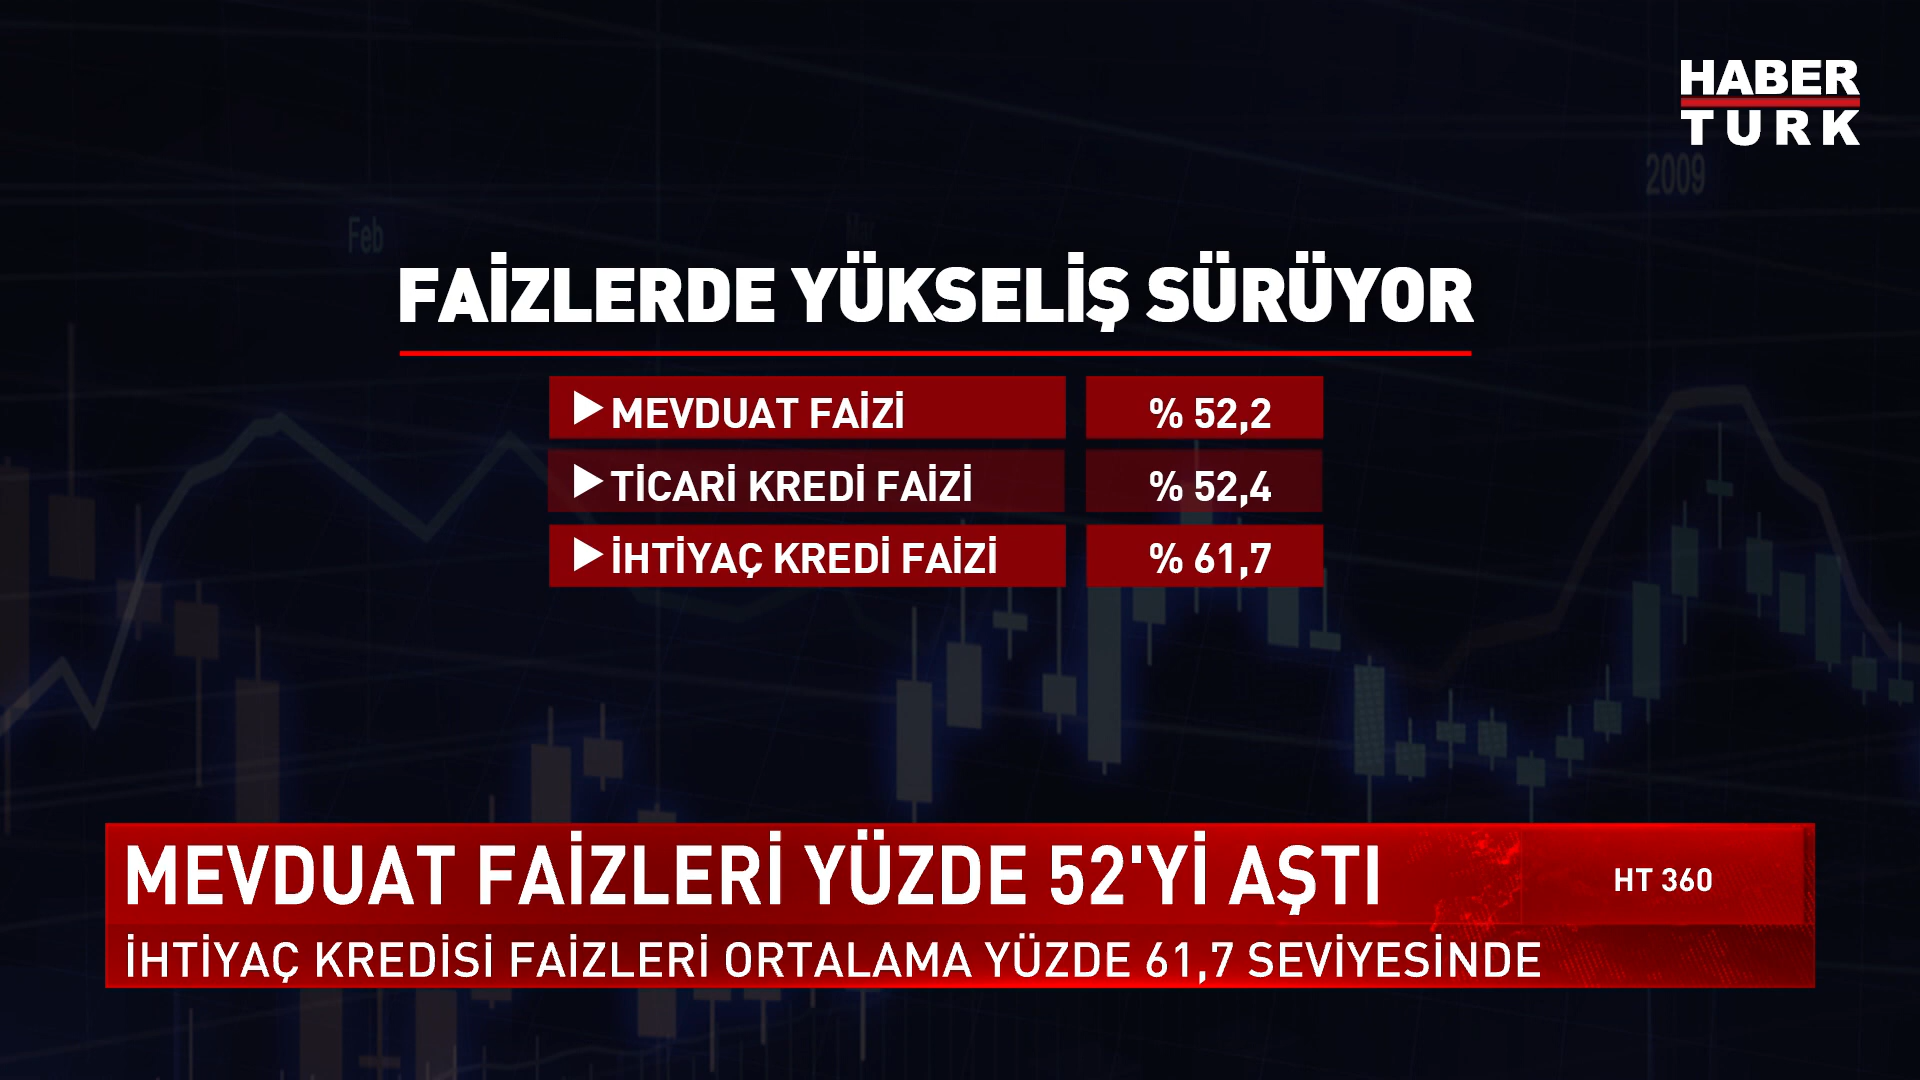 HABER
TURK
2009
Feb
FAİZLERDE YÜKSELİŞ SÜRÜYOR
MEVDUAT FAİZİ % 52,2
TİCARİ KREDİ FAİZİ % 52,4
İHTİYAÇ KREDİ FAİZİ % 61,7
MEVDUAT FAİZLERİ YÜZDE 52'Yİ AŞTI
HT 360
İHTİYAÇ KREDİSİ FAİZLERİ ORTALAMA YÜZDE 61,7 SEVİYESİNDE